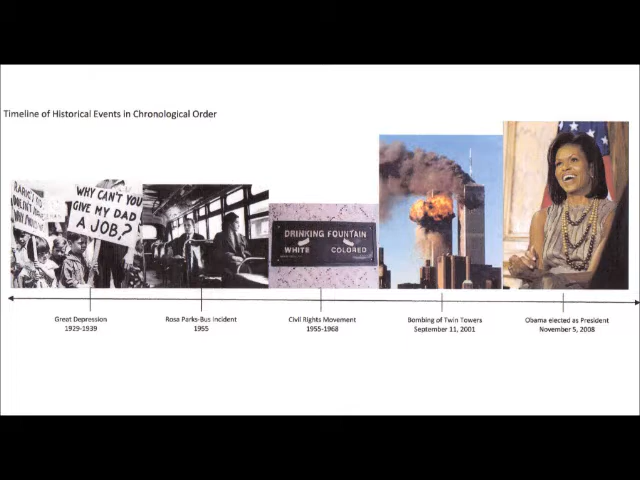 Timeline of Historical Events in Chronological Order
WHY CAN'T YOU
GIVE MY DAD
A JOB?
DRINKING FOUNTAIN
WHITE COLORED
Great Depression
1929-1939
Rosa Parks-Bus Incident
1955
Civil Rights Movement
1955-1968
Bombing of Twin Towers
September 11, 2001
Obama elected as President
November 5, 2008